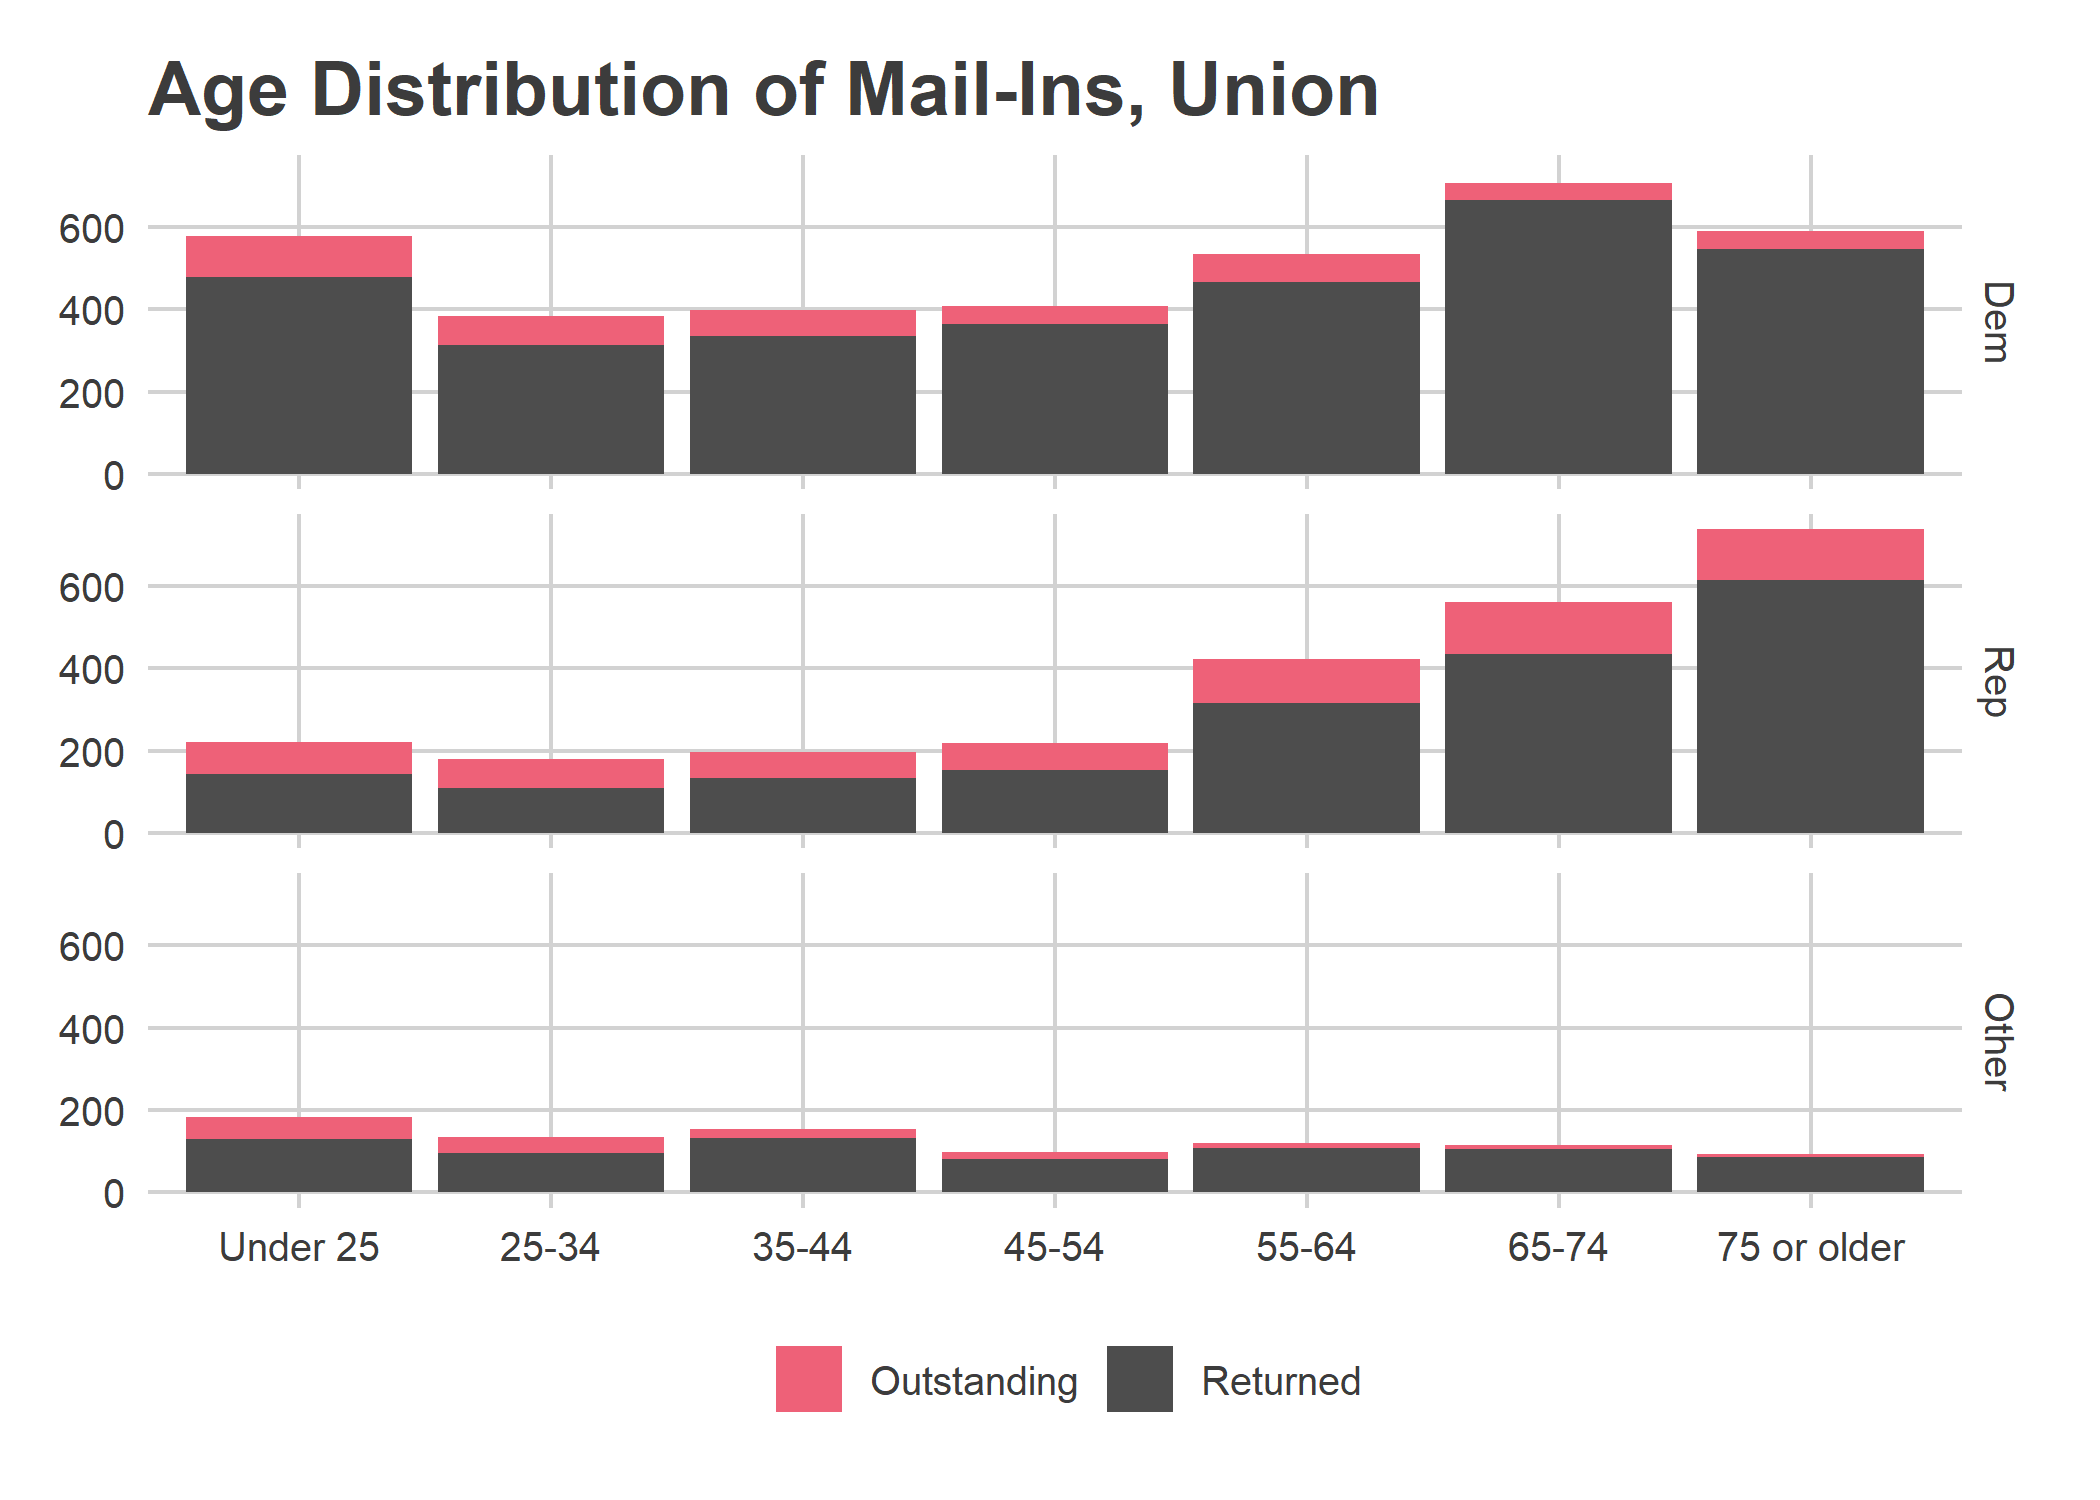 Age Distribution of Mail-Ins, Union
600
400
200
0
Dem
600
400
200
0
Rep
600
400
200
0
Other
Under 25 25-34 35-44 45-54 55-64 65-74 75 or older
Outstanding Returned